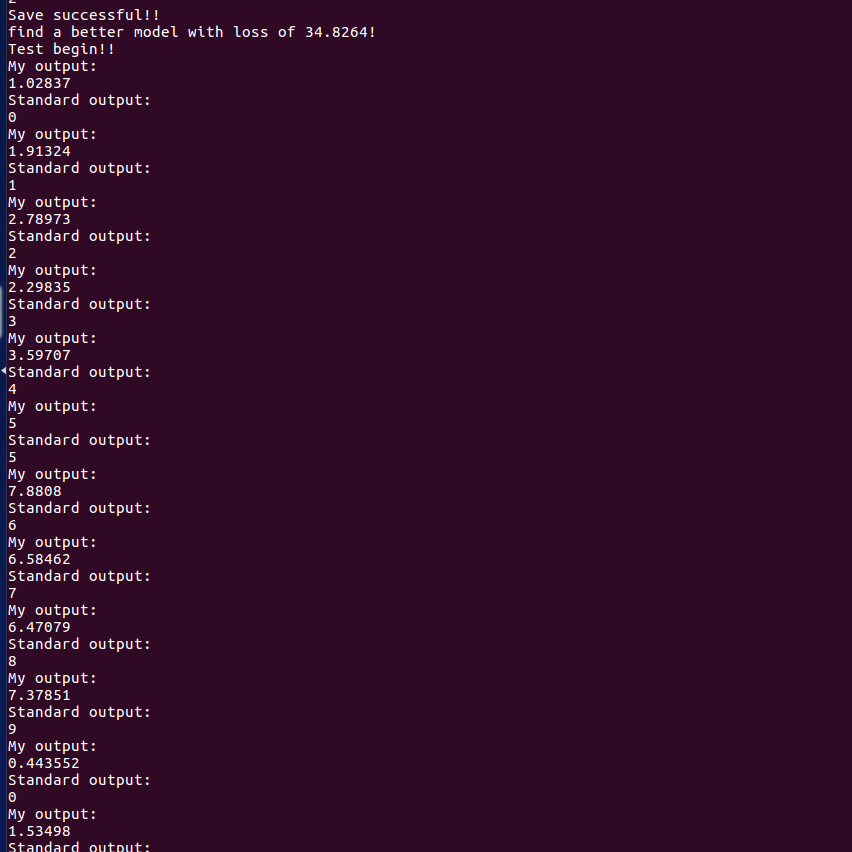 2
Save successful!!
find a better model with loss of 34.8264!
Test begin!!
My output:
1.02837
Standard output:
0
My output:
1.91324
Standard output:
1
My output:
2.78973
Standard output:
2
My output:
2.29835
Standard output:
3
My output:
3.59707
Standard output:
4
My output:
5
Standard output:
5
My output:
7.8808
Standard output:
6
My output:
6.58462
Standard output:
7
My output:
6.47079
Standard output:
8
My output:
7.37851
Standard output:
9
My output:
0.443552
Standard output:
0
My output:
1.53498
Standard output: